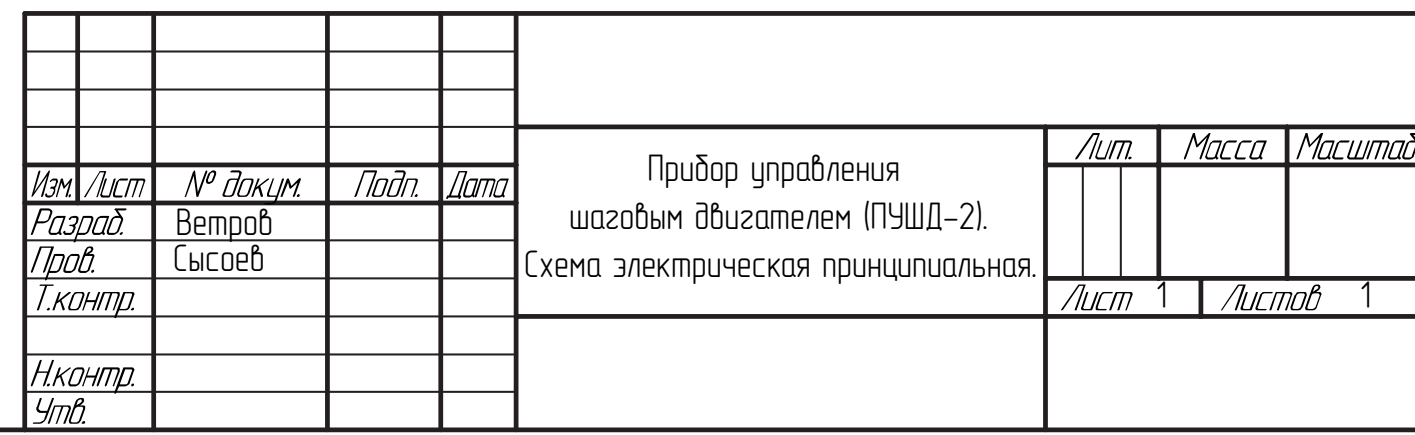 Прибор управления
шаговым двигателем (ПУШД-2).
Схема электрическая принципиальная.
Лит. Масса Масштаб
Изм. Лист № докум. Подп. Дата
Разраб. Ветров
Пров. Сысоев
Т.контр.
Лист 1 Листов 1
Н.контр.
Утв.